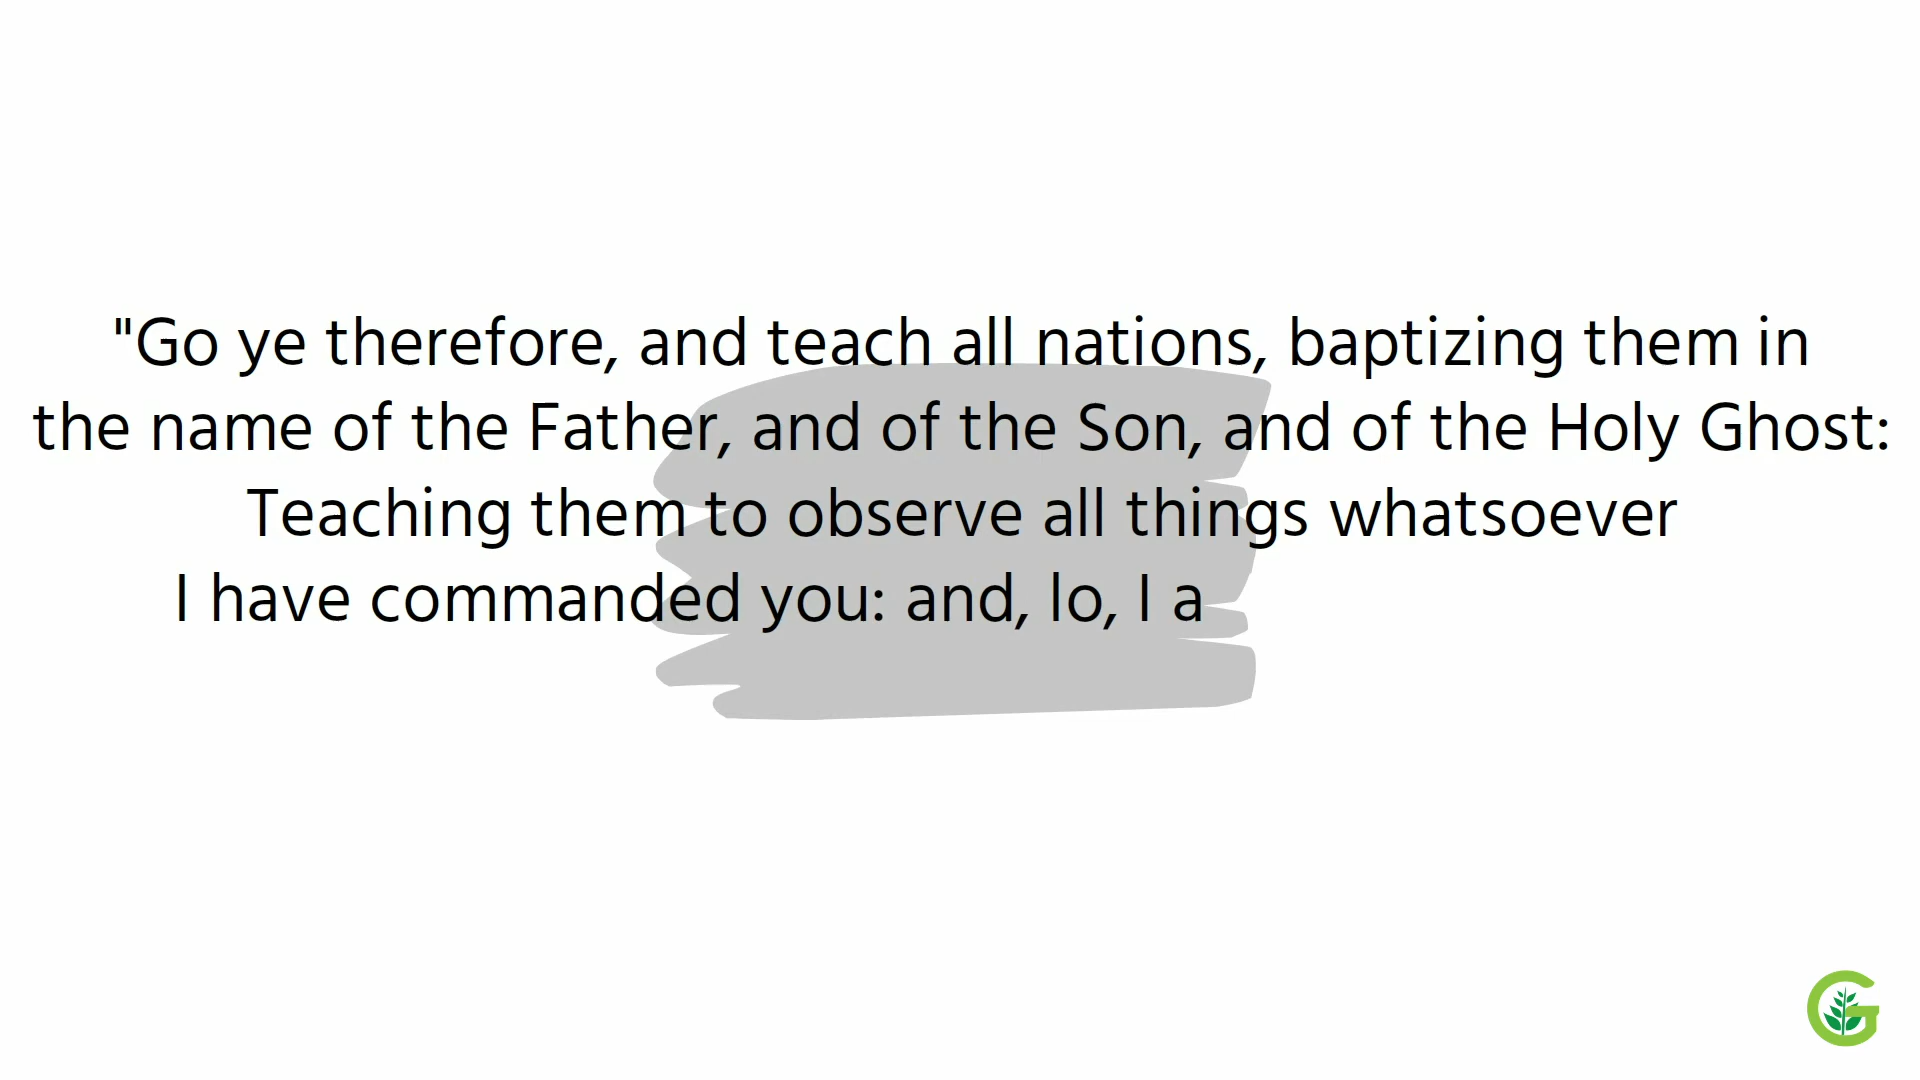 "Go ye therefore, and teach all nations, baptizing them in
the name of the Father, and of the Son, and of the Holy Ghost:
Teaching them to observe all things whatsoever
I have commanded you: and, lo, I a